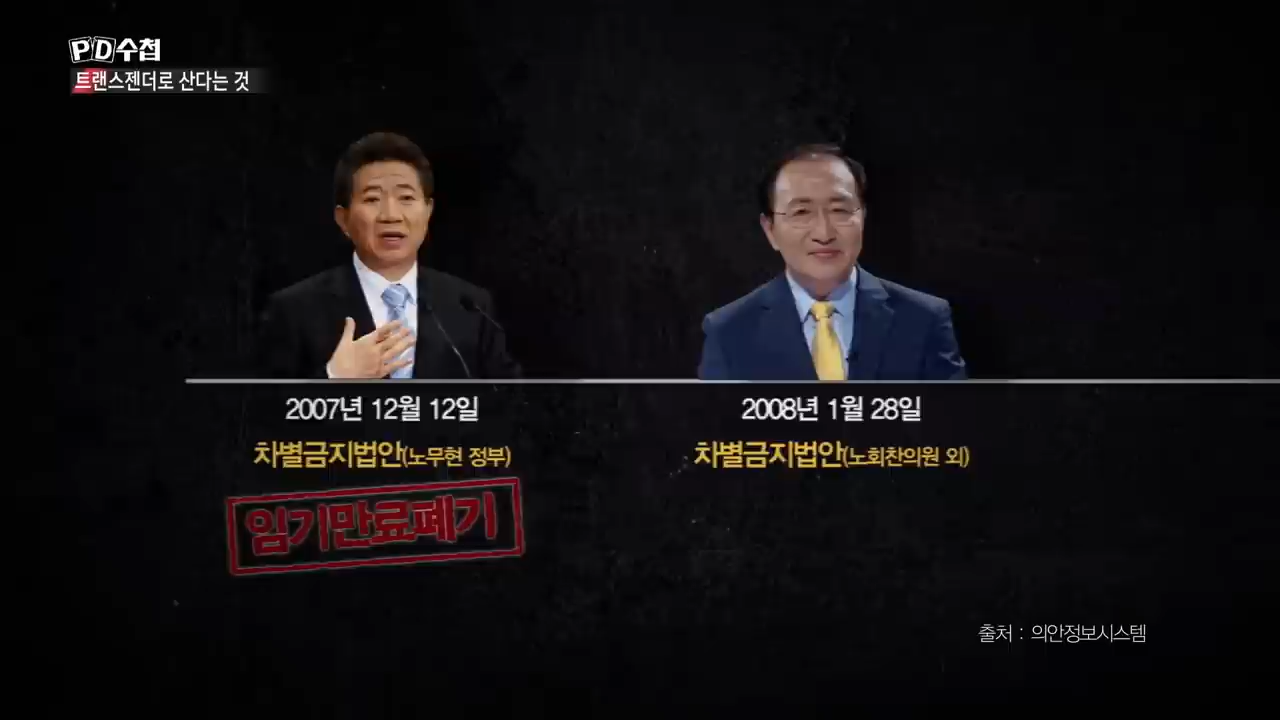 PD수첩
트랜스젠더로 산다는 것
2007년 12월 12일
차별금지법안(노무현 정부)
임기만료폐기
2008년 1월 28일
차별금지법안(노회찬의원 외)
출처 : 의안정보시스템